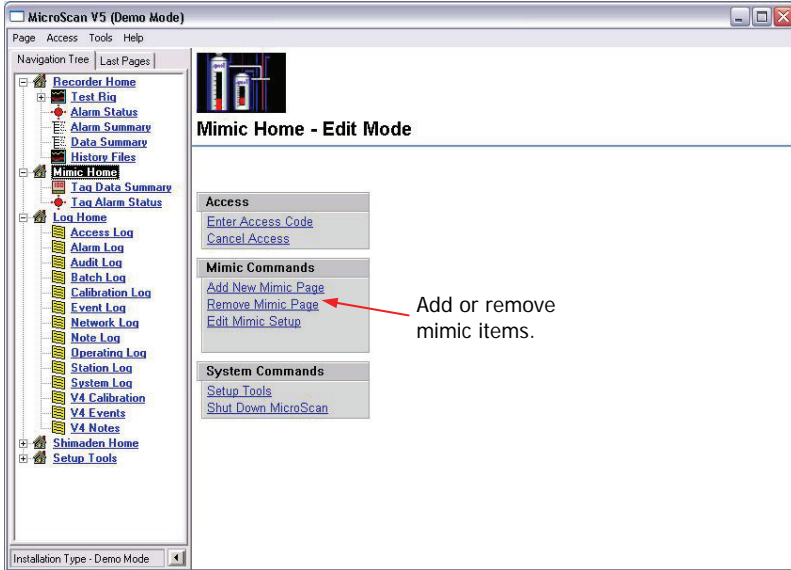 MicroScan V5 (Demo Mode)
Page Access Tools Help
Navigation Tree Last Pages
Recorder Home
Test Rig
Alarm Status
Alarm Summary
Data Summary
History Files
Mimic Home
Tag Data Summary
Tag Alarm Status
Log Home
Access Log
Alarm Log
Audit Log
Batch Log
Calibration Log
Event Log
Network Log
Note Log
Operating Log
Station Log
System Log
V4 Calibration
V4 Events
V4 Notes
Shimaden Home
Setup Tools
Installation Type - Demo Mode
Mimic Home - Edit Mode
Access
Enter Access Code
Cancel Access
Mimic Commands
Add New Mimic Page
Remove Mimic Page
Edit Mimic Setup
System Commands
Setup Tools
Shut Down MicroScan
Add or remove
mimic items.